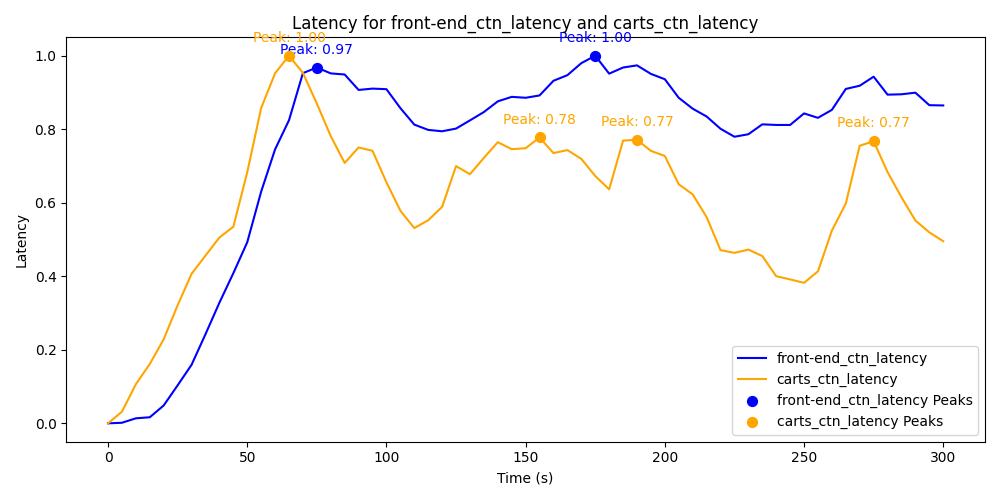 Latency for front-end_ctn_latency and carts_ctn_latency
Peak: 1.00
Peak: 1.00
Peak: 0.97
Peak: 0.78
Peak: 0.77
Peak: 0.77
Latency
1.0
0.8
0.6
0.4
0.2
0.0
front-end_ctn_latency
carts_ctn_latency
front-end_ctn_latency Peaks
carts_ctn_latency Peaks
0
50
100
150
200
250
300
Time (s)